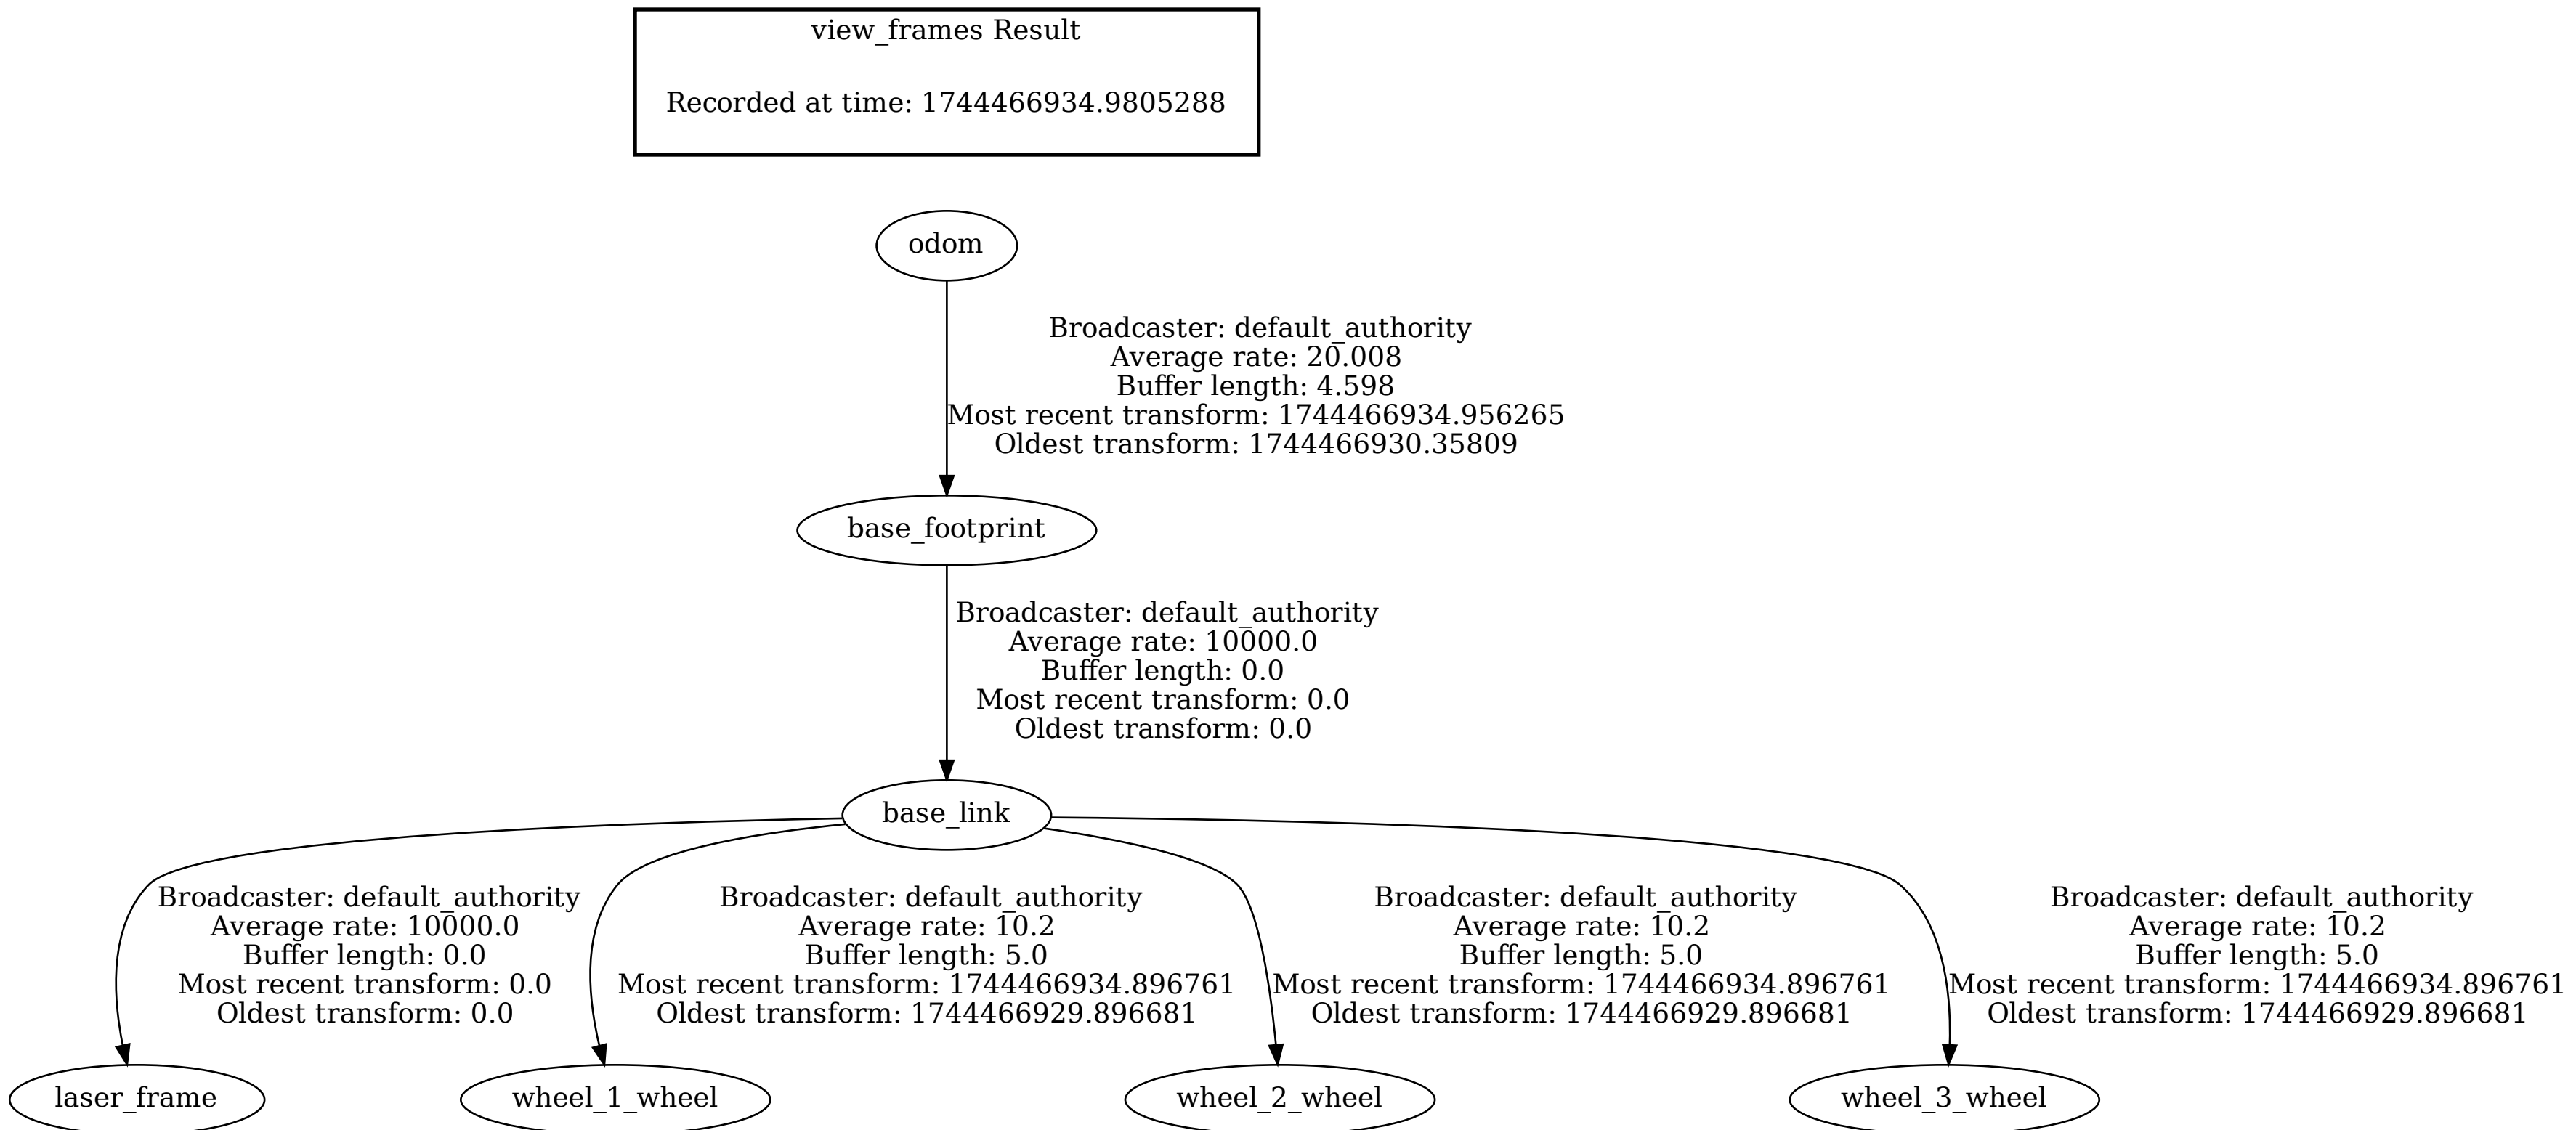 view_frames Result
Recorded at time: 1744466934.9805288
odom
Broadcaster: default_authority
Average rate: 20.008
Buffer length: 4.598
Most recent transform: 1744466934.956265
Oldest transform: 1744466930.35809
base_footprint
Broadcaster: default_authority
Average rate: 10000.0
Buffer length: 0.0
Most recent transform: 0.0
Oldest transform: 0.0
base_link
Broadcaster: default_authority
Average rate: 10000.0
Buffer length: 0.0
Most recent transform: 0.0
Oldest transform: 0.0
Broadcaster: default_authority
Average rate: 10.2
Buffer length: 5.0
Most recent transform: 1744466934.896761
Oldest transform: 1744466929.896681
Broadcaster: default_authority
Average rate: 10.2
Buffer length: 5.0
Most recent transform: 1744466934.896761
Oldest transform: 1744466929.896681
Broadcaster: default_authority
Average rate: 10.2
Buffer length: 5.0
Most recent transform: 1744466934.896761
Oldest transform: 1744466929.896681
laser_frame
wheel_1_wheel
wheel_2_wheel
wheel_3_wheel